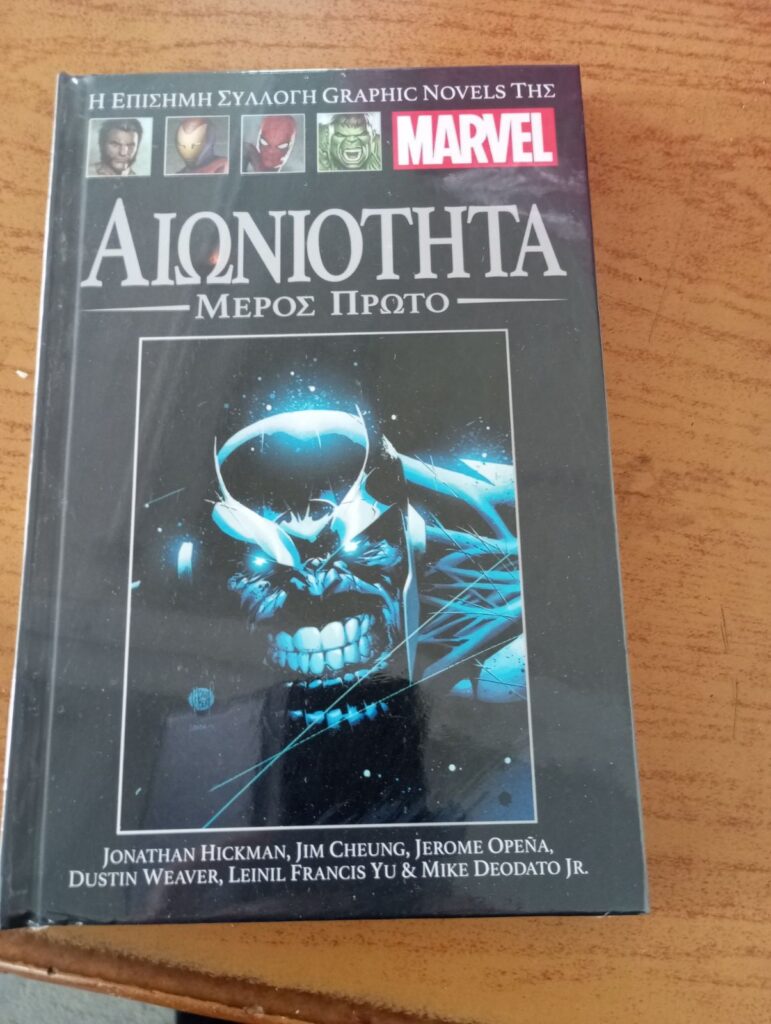 Η ΕΠΙΣΗΜΗ ΣΥΛΛΟΓΗ GRAPHIC NOVELS ΤΗΣ
MARVEL
ΑΙΩΝΙΟΤΗΤΑ
ΜΕΡΟΣ ΠΡΩΤΟ
JONATHAN HICKMAN, JIM CHEUNG, JEROME OPEÑA,
DUSTIN WEAVER, LEINIL FRANCIS YU & MIKE DEODATO JR.